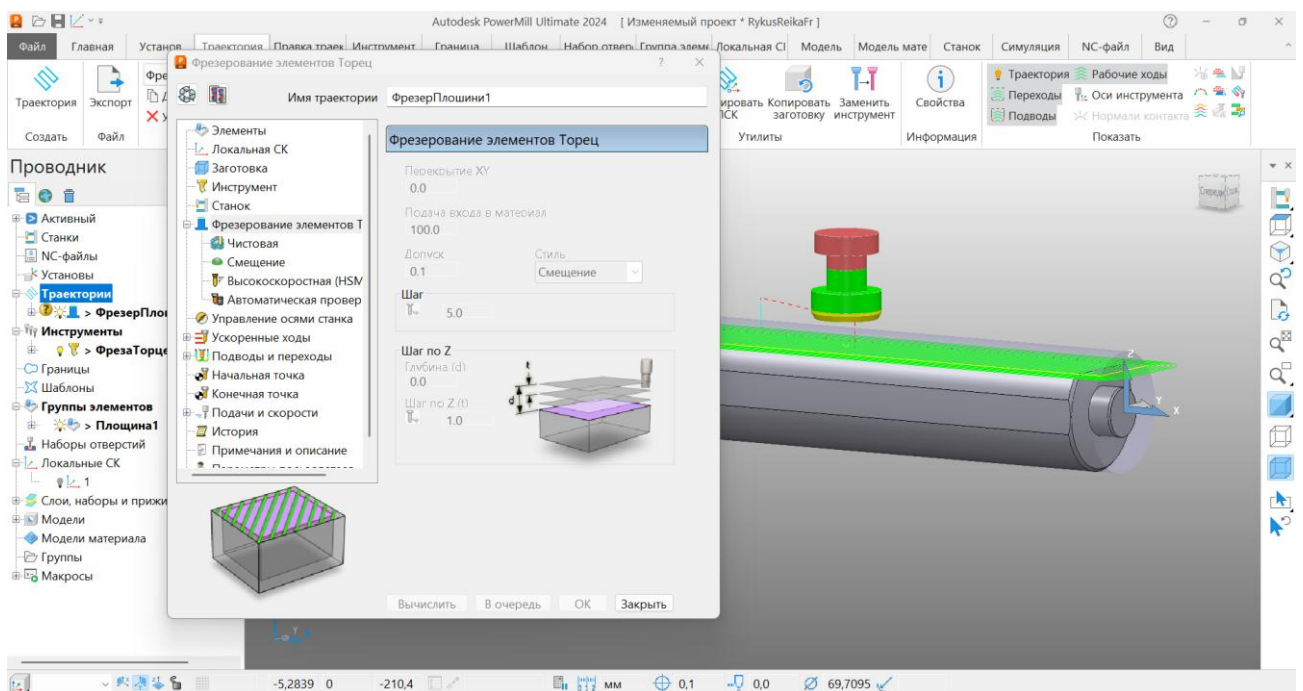 Autodesk PowerMill Ultimate 2024 [ Изменяемый проект * RykusReikaFr ]
Файл Главная Установ Траектория Правка траек Инструмент Граница Шаблон Набор отвер Группа элем Локальная СІ Модель Модель мате Станок Симуляция NC-файл Вид
Траектория
Экспорт
Создать Файл
Фре
Копировать заготовку
Заменить инструмент
Свойства
Утилиты Информация
Траектория Рабочие ходы
Переходы Оси инструмента
Подводы Нормали контакта
Показать
Проводник
Активный
Станки
NC-файлы
Установы
Траектории
> ФрезерПло
Инструменты
> ФрезаТорце
Границы
Шаблоны
Группы элементов
> Площина1
Наборы отверстий
Локальные СК
1
Слои, наборы и прижи
Модели
Модели материала
Группы
Макросы
Фрезерование элементов Торец
Имя траектории ФрезерПлошини1
Элементы
Локальная СК
Заготовка
Инструмент
Станок
Фрезерование элементов Т
Чистовая
Смещение
Высокоскоростная (HSM
Автоматическая провер
Управление осями станка
Ускоренные ходы
Подводы и переходы
Начальная точка
Конечная точка
Подачи и скорости
История
Примечания и описание
Фрезерование элементов Торец
Перекрытие XY
0.0
Подача входа в материал
100.0
Допуск Стиль
0.1 Смещение
Шаг
5.0
Шаг по Z
Глубина (d)
0.0
Шаг по Z (t)
1.0
t
d
Вычислить В очередь ОК Закрыть
Z
Y
X
-5,2839 0 -210,4 мм 0,1 0,0 69,7095